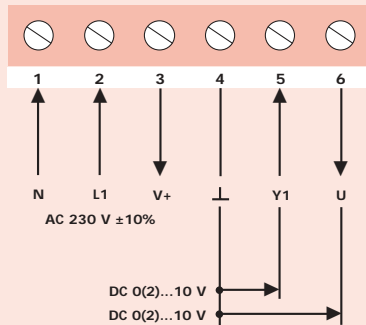 1 2 3 4 5 6
N L1 V+ ⊥ Y1 U
AC 230 V ±10%
DC 0(2)...10 V
DC 0(2)...10 V